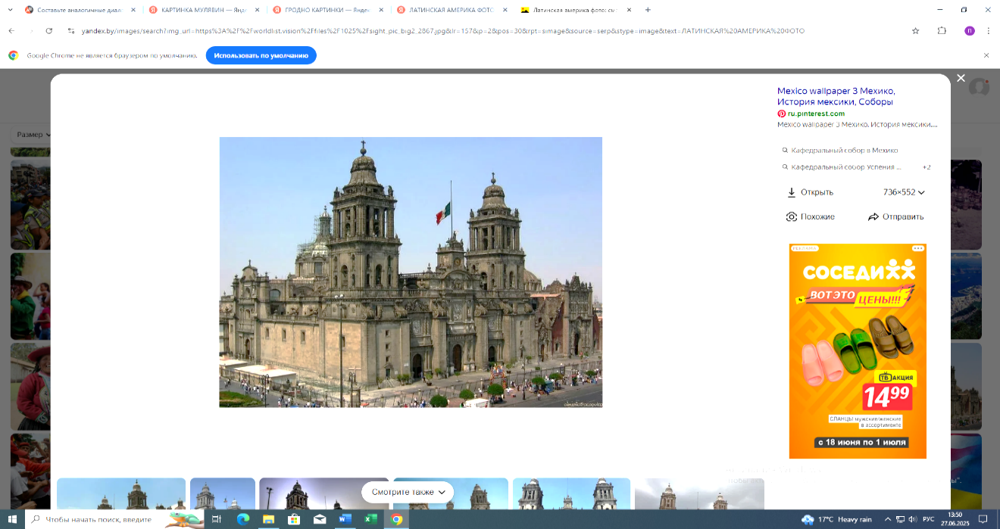 Составьте аналогичные диал
КАРТИНКА МУЛЯВИН — Янде
ГРОДНО КАРТИНКИ — Яндек
ЛАТИНСКАЯ АМЕРИКА ФОТО
Латинская америка фото: см
yandex.by/images/search?img_url=https%3A%2F%2Fworldlist.vision%2Ffiles%2F1025%2Fsight_pic_big2_2867.jpg&lr=157&p=2&pos=30&rpt=simage&source=serp&stype=image&text=ЛАТИНСКАЯ%20АМЕРИКА%20ФОТО
п
Google Chrome не является браузером по умолчанию.
Использовать по умолчанию
Размер
Mexico wallpaper 3 Мехико,
История мексики, Соборы
ru.pinterest.com
Mexico wallpaper 3 Мехико, История мексики,...
Кафедральный собор в Мехико
Кафедральный собор Успения ...
+2
Открыть
736×552
Похожие
Отправить
РЕКЛАМА
СОСЕДИ
ВОТ ЭТО
ЦЕНЫ!!!
ТВ АКЦИЯ
14 99
СЛАНЦЫ мужские/женские
в ассортименте
с 18 июня по 1 июля
Смотрите также
Чтобы начать поиск, введите
17°C Heavy rain
РУС
13:50
27.06.2025